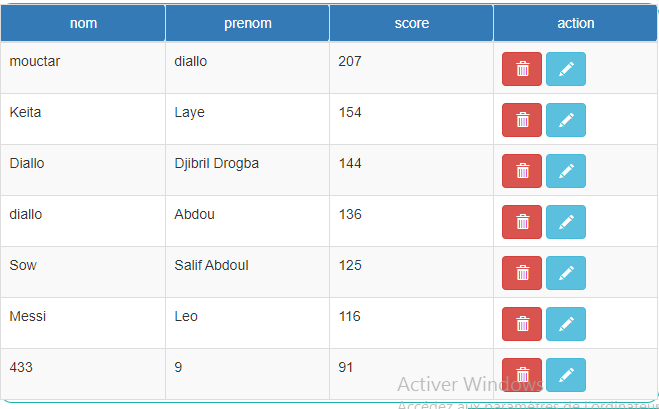 nom prenom score action
mouctar diallo 207
Keita Laye 154
Diallo Djibril Drogba 144
diallo Abdou 136
Sow Salif Abdoul 125
Messi Leo 116
433 9 91
Activer Windows
Accédez aux paramètres de l'ordinateur